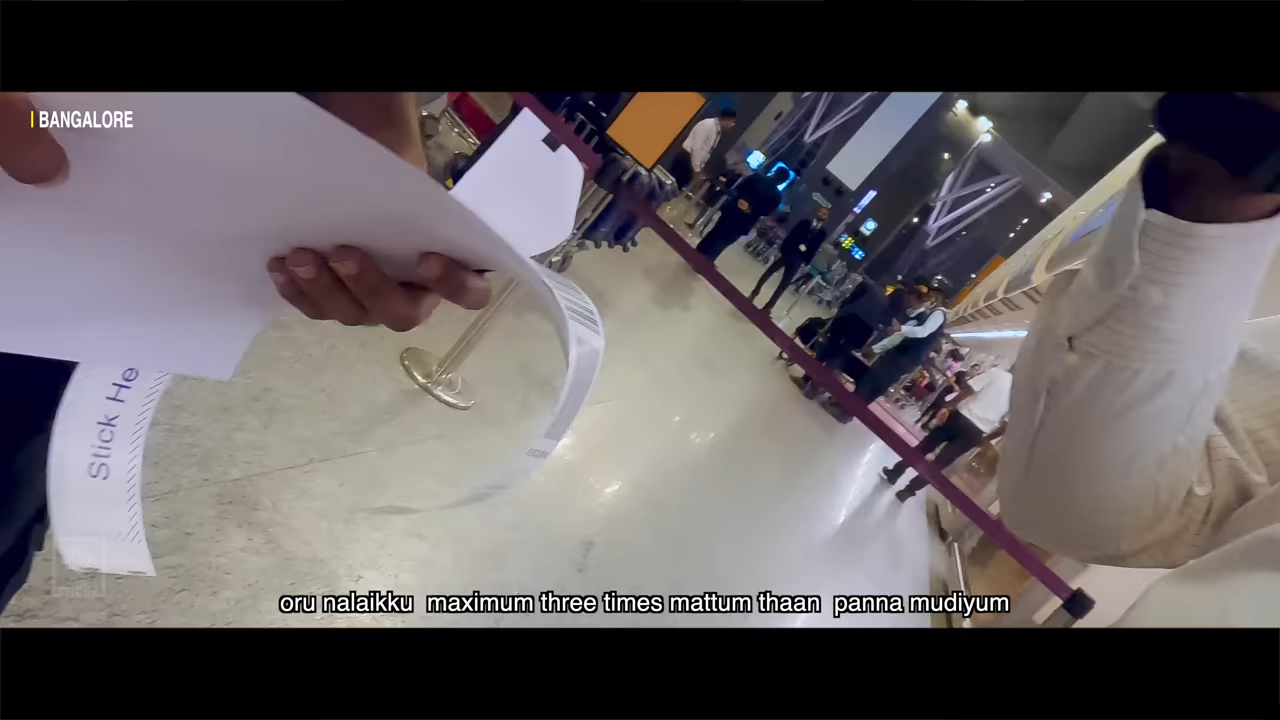 BANGALORE
Stick He
oru nalaikku maximum three times mattum thaan panna mudiyum